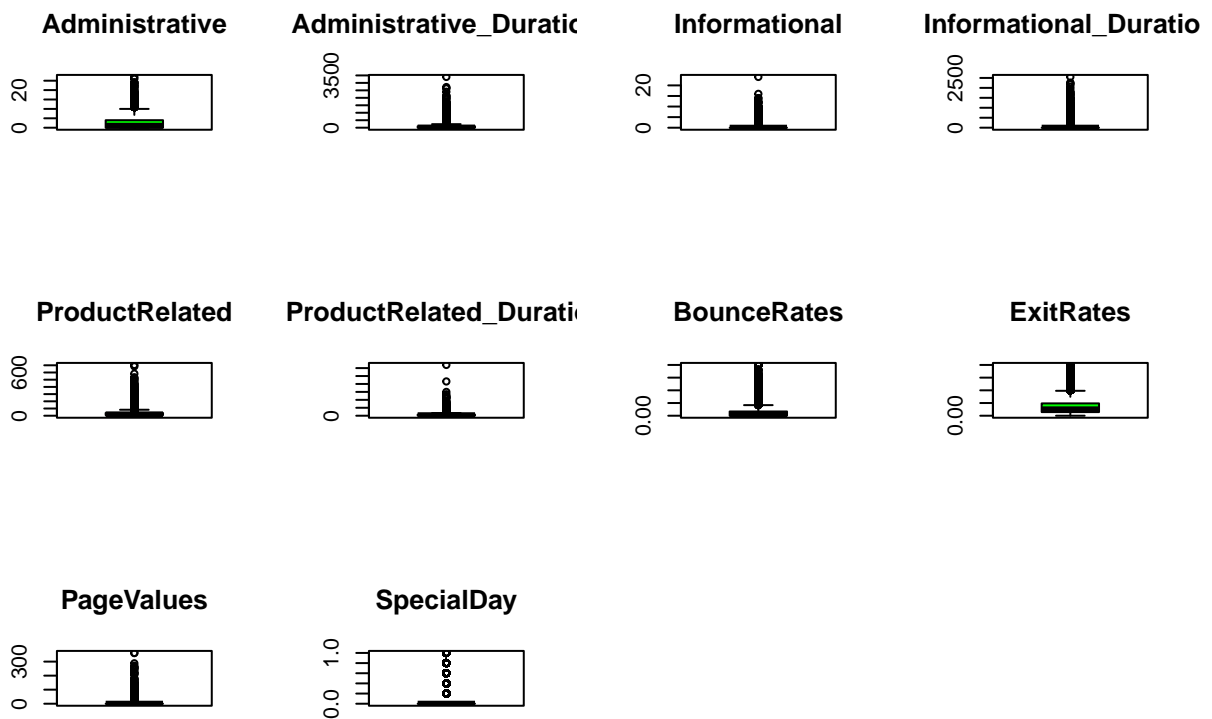 Administrative
Administrative_Duratio
Informational
Informational_Duratio
20
0
3500
0
20
0
2500
0
ProductRelated
ProductRelated_Duratio
BounceRates
ExitRates
600
0
0
0.00
0.00
PageValues
SpecialDay
300
0
1.0
0.0